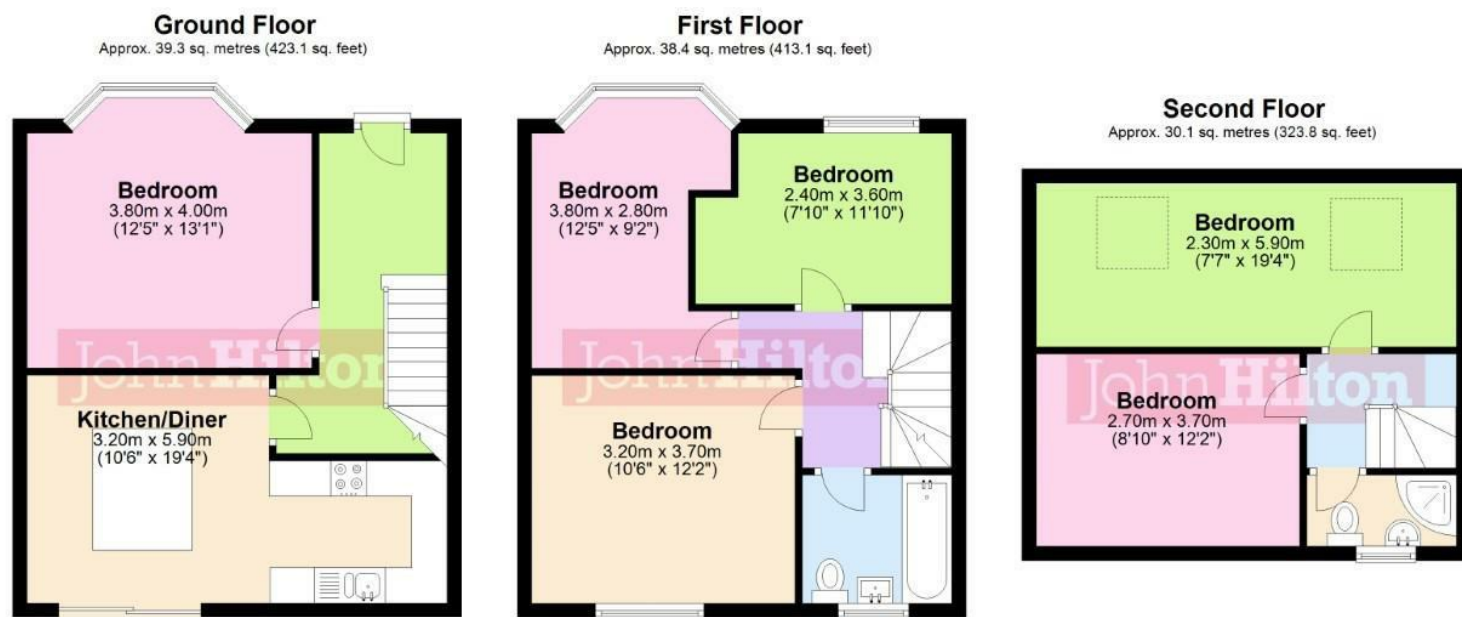 Ground Floor
Approx. 39.3 sq. metres (423.1 sq. feet)
Bedroom
3.80m x 4.00m
(12'5" x 13'1")
John Hilton
Kitchen/Diner
3.20m x 5.90m
(10'6" x 19'4")
First Floor
Approx. 38.4 sq. metres (413.1 sq. feet)
Bedroom
3.80m x 2.80m
(12'5" x 9'2")
Bedroom
2.40m x 3.60m
(7'10" x 11'10")
John Hilton
Bedroom
3.20m x 3.70m
(10'6" x 12'2")
Second Floor
Approx. 30.1 sq. metres (323.8 sq. feet)
Bedroom
2.30m x 5.90m
(7'7" x 19'4")
John Hilton
Bedroom
2.70m x 3.70m
(8'10" x 12'2")